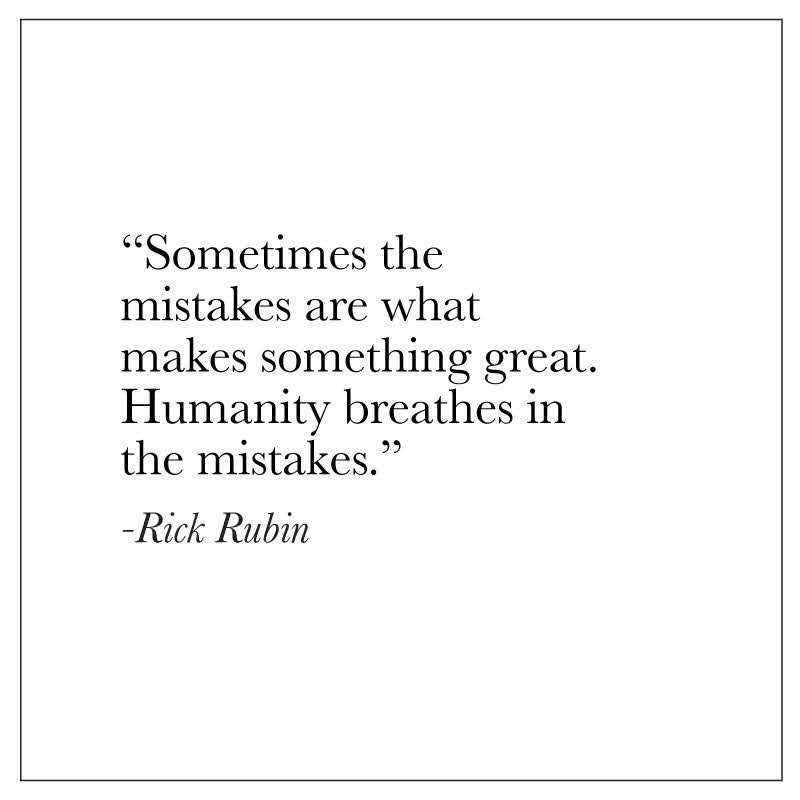 “Sometimes the
mistakes are what
makes something great.
Humanity breathes in
the mistakes.”
-Rick Rubin